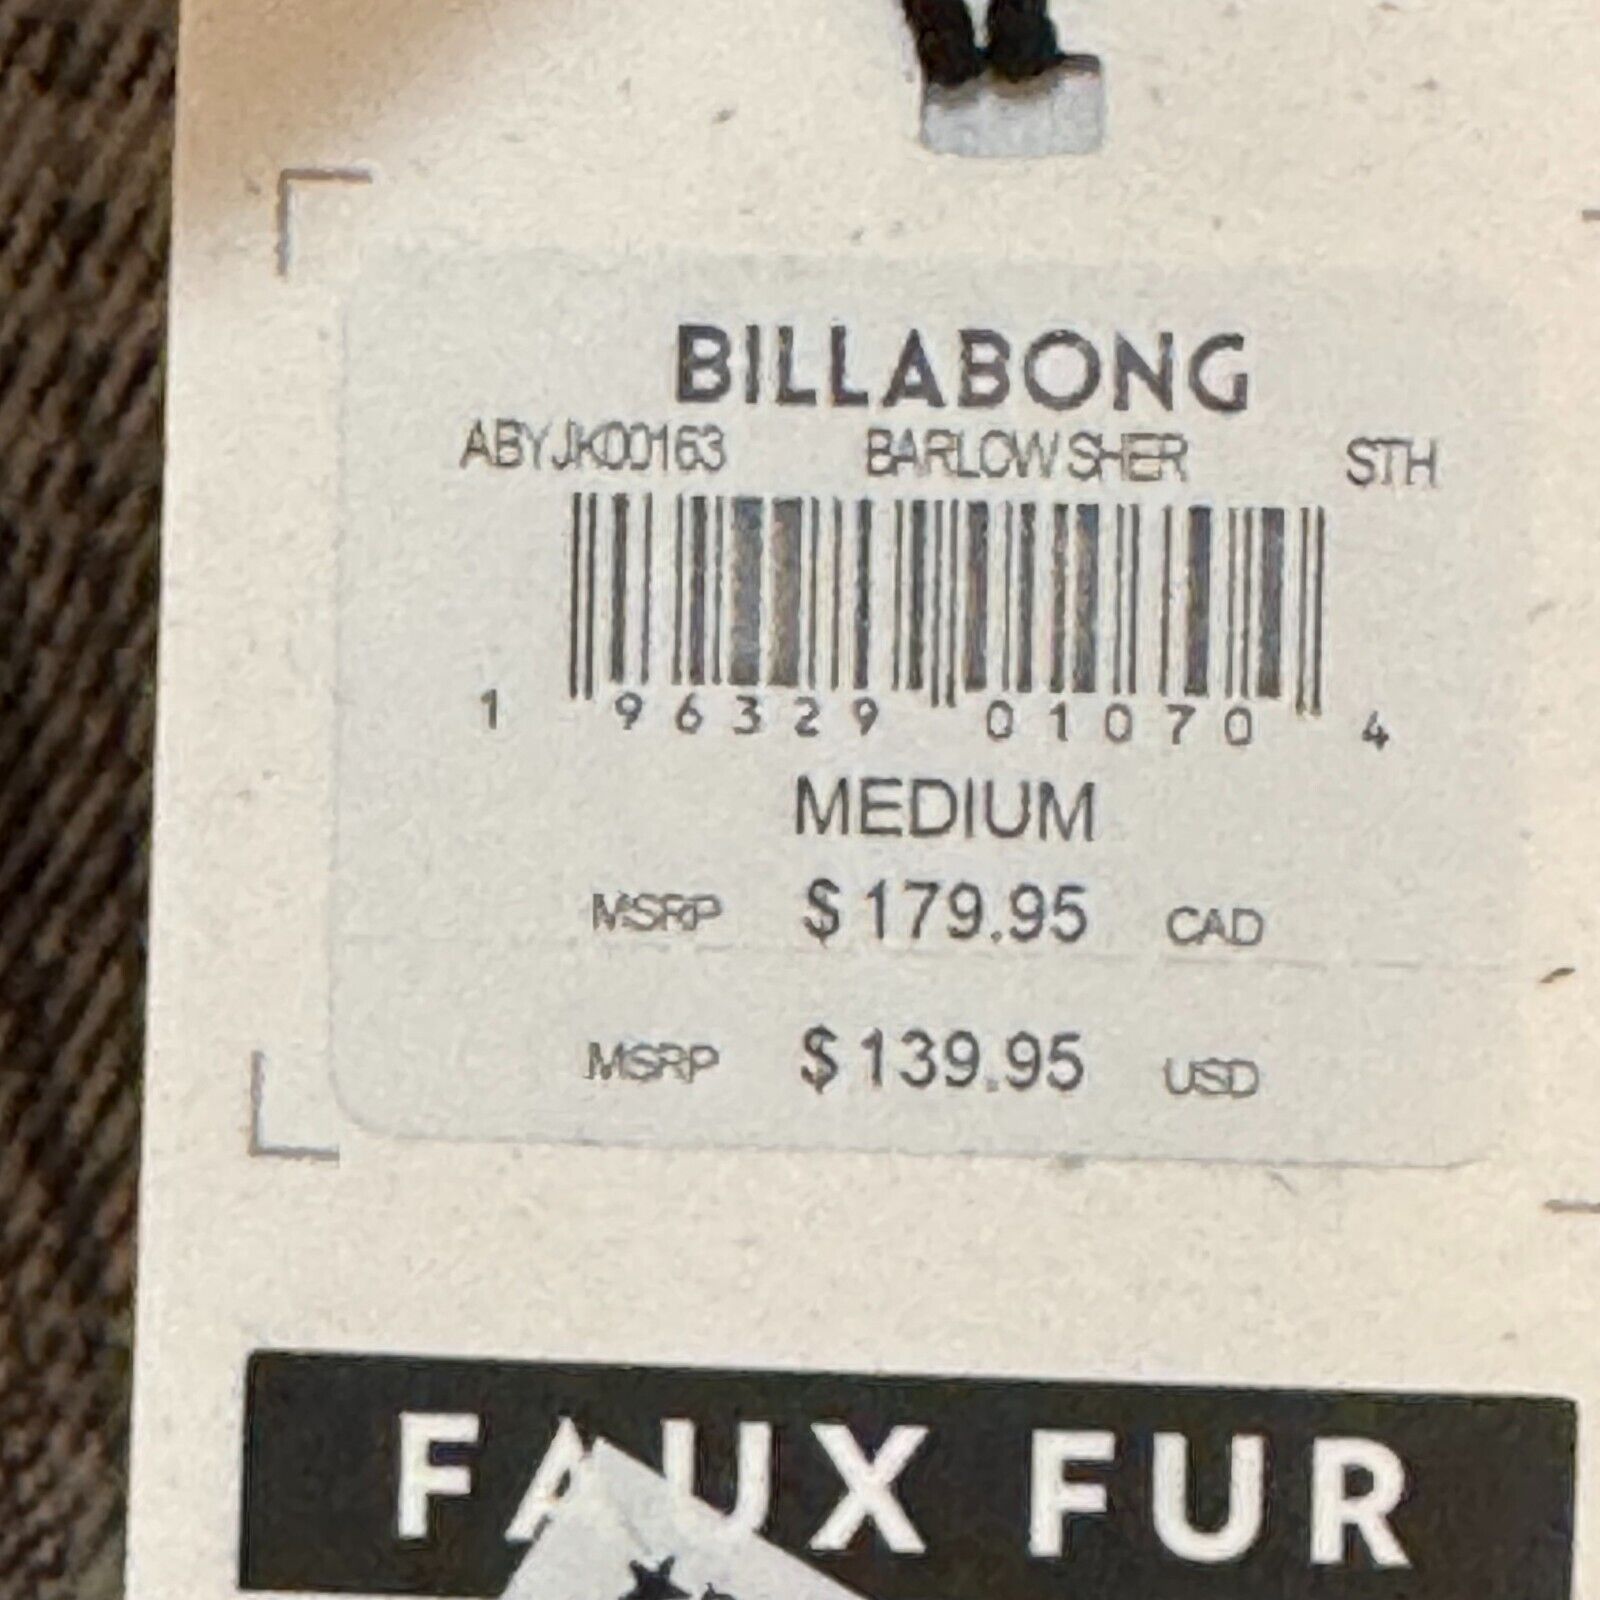 BILLABONG
ABYJK00163 BARLOW SHER STH
1 96329 01070 4
MEDIUM
MSRP $ 179.95 CAD
MSRP $ 139.95 USD
FAUX FUR